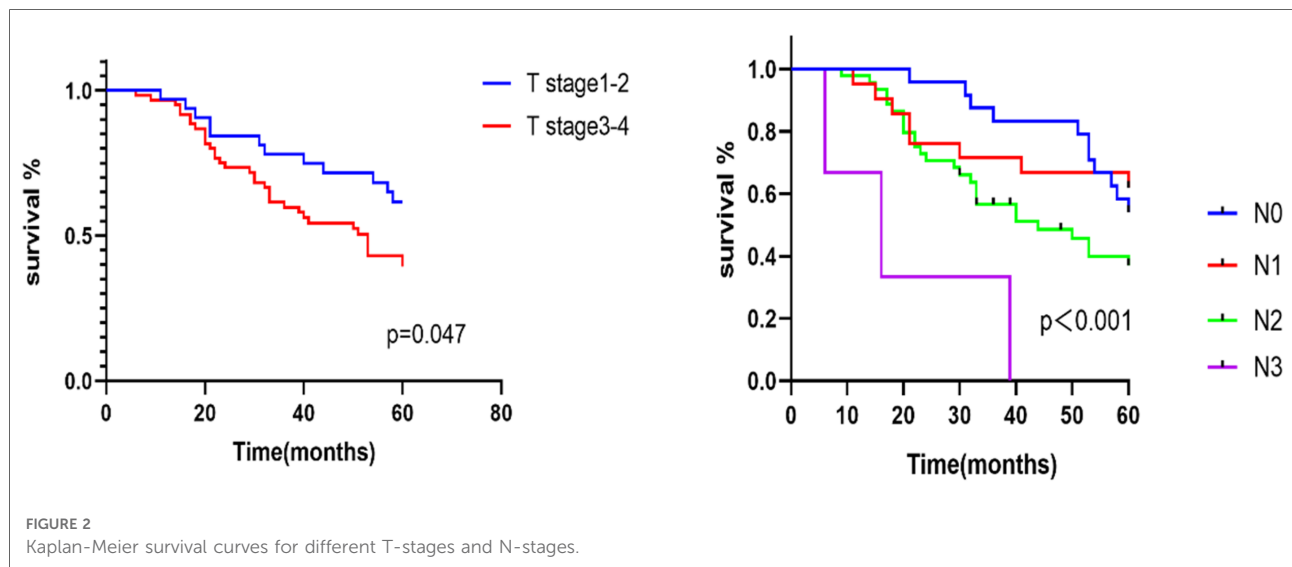 T stage1-2
T stage3-4
survival %
1.0
0.5
0.0
p=0.047
0 20 40 60 80
Time(months)
survival %
1.0
0.8
0.6
0.4
0.2
0.0
p<0.001
0 10 20 30 40 50 60
Time(months)
N0
N1
N2
N3
FIGURE 2
Kaplan-Meier survival curves for different T-stages and N-stages.